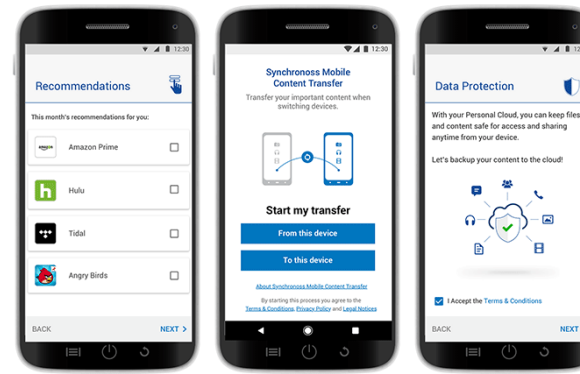 12:30
Recommendations
This month's recommendations for you:
amazon
Amazon Prime
h
Hulu
Tidal
Angry Birds
BACK
NEXT >
12:30
Synchronoss Mobile
Content Transfer
Transfer your important content when
switching devices.
Start my transfer
From this device
To this device
About Synchronoss Mobile Content Transfer
By starting this process you agree to the
Terms & Conditions, Privacy Policy and Legal Notices
Data Protection
With your Personal Cloud, you can keep files
and content safe for access and sharing
anytime from your device.
Let's backup your content to the cloud!
I Accept the Terms & Conditions
BACK
NEXT